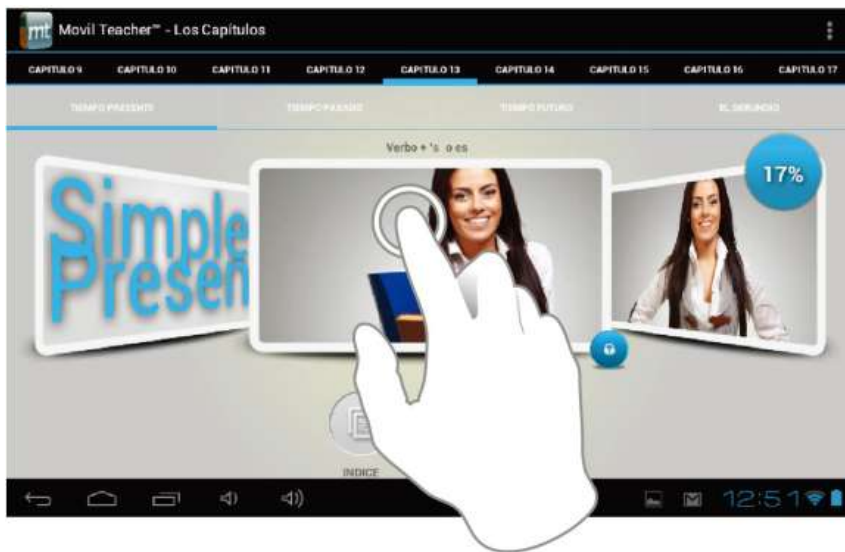 mt Movil Teacher™ - Los Capítulos
CAPITULO 9 CAPITULO 10 CAPITULO 11 CAPITULO 12 CAPITULO 13 CAPITULO 14 CAPITULO 15 CAPITULO 16 CAPITULO 17
TIEMPO PRESENTE TIEMPO PASADO TIEMPO FUTURO EL GERUNDIO
Verbo + 's o es
17%
Simple
Presen
INDICE
12:51